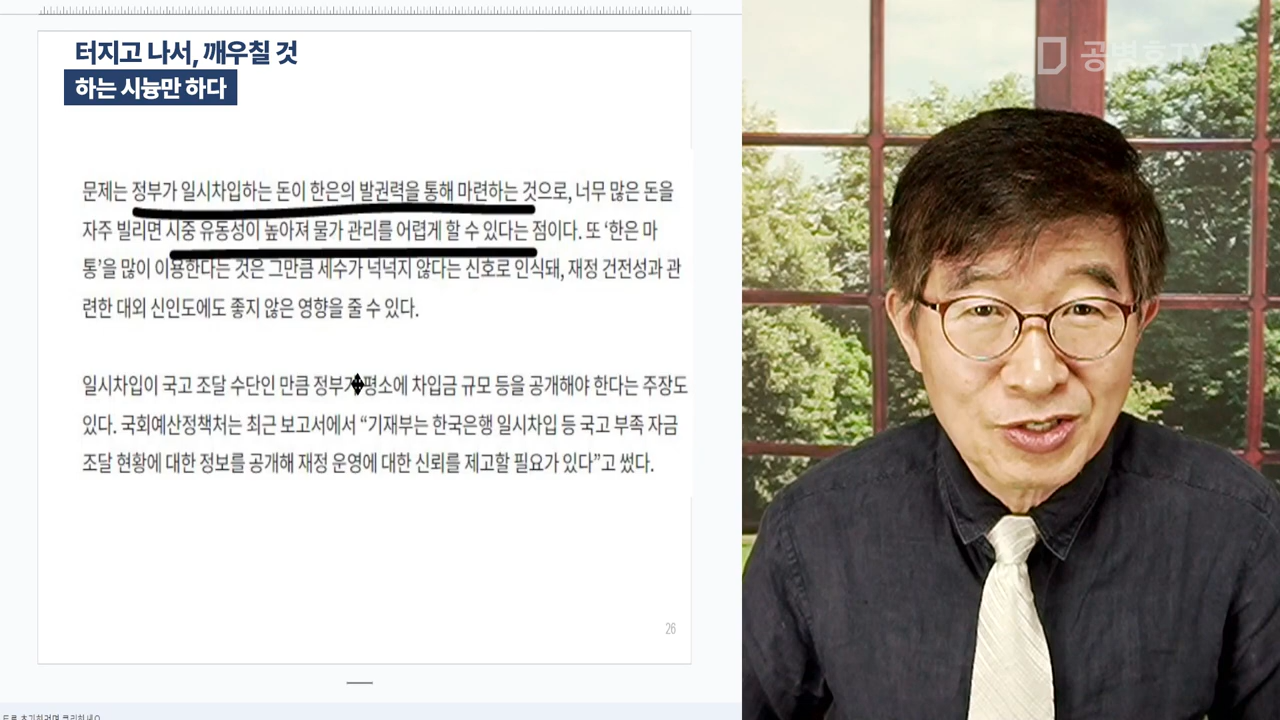 터지고 나서, 깨우칠 것
하는 시늉만 하다
공병호TV
문제는 정부가 일시차입하는 돈이 한은의 발권력을 통해 마련하는 것으로, 너무 많은 돈을
자주 빌리면 시중 유동성이 높아져 물가 관리를 어렵게 할 수 있다는 점이다. 또 ‘한은 마
통’을 많이 이용한다는 것은 그만큼 세수가 넉넉지 않다는 신호로 인식돼, 재정 건전성과 관
련한 대외 신인도에도 좋지 않은 영향을 줄 수 있다.
일시차입이 국고 조달 수단인 만큼 정부가 평소에 차입금 규모 등을 공개해야 한다는 주장도
있다. 국회예산정책처는 최근 보고서에서 “기재부는 한국은행 일시차입 등 국고 부족 자금
조달 현황에 대한 정보를 공개해 재정 운영에 대한 신뢰를 제고할 필요가 있다”고 썼다.
26